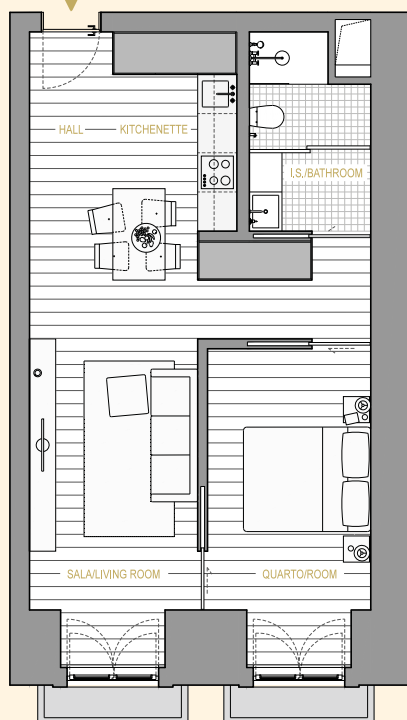 HALL
KITCHENETTE
I.S./BATHROOM
SALA/LIVING ROOM
QUARTO/ROOM